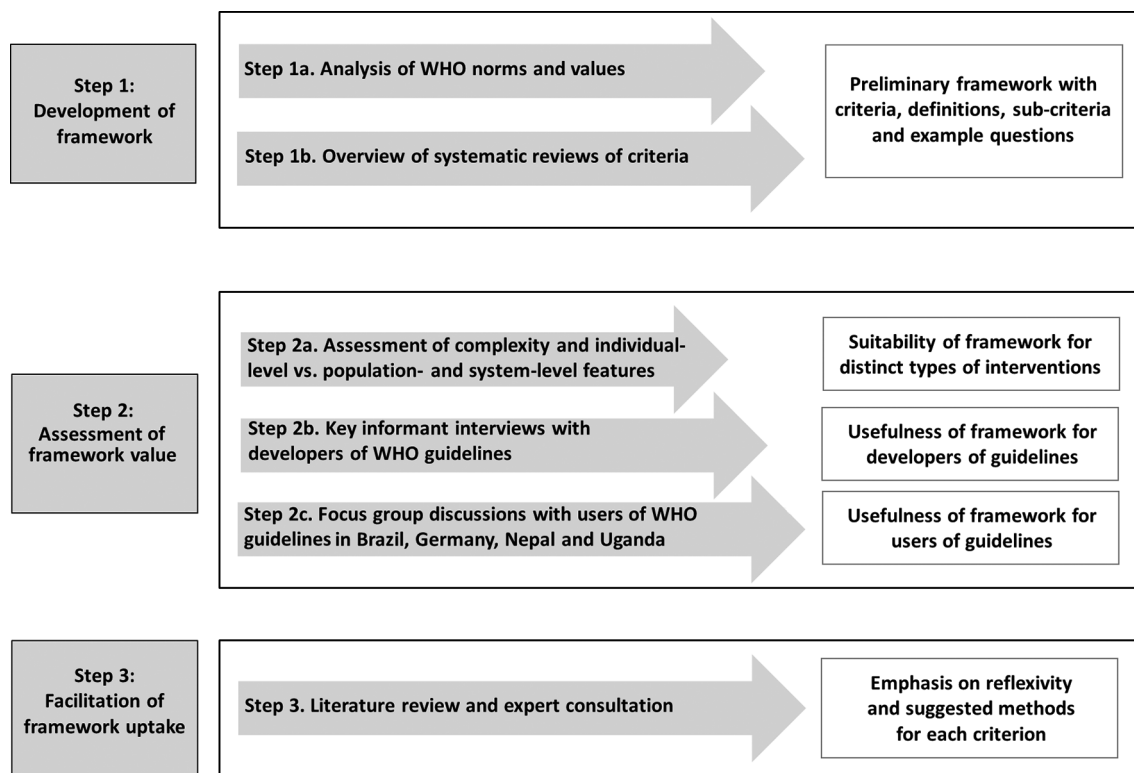 Step 1:
Development of
framework
Step 1a. Analysis of WHO norms and values
Step 1b. Overview of systematic reviews of criteria
Preliminary framework with
criteria, definitions, sub-criteria
and example questions
Step 2:
Assessment of
framework value
Step 2a. Assessment of complexity and individual-
level vs. population- and system-level features
Suitability of framework for
distinct types of interventions
Step 2b. Key informant interviews with
developers of WHO guidelines
Usefulness of framework for
developers of guidelines
Step 2c. Focus group discussions with users of WHO
guidelines in Brazil, Germany, Nepal and Uganda
Usefulness of framework for
users of guidelines
Step 3:
Facilitation of
framework uptake
Step 3. Literature review and expert consultation
Emphasis on reflexivity
and suggested methods
for each criterion